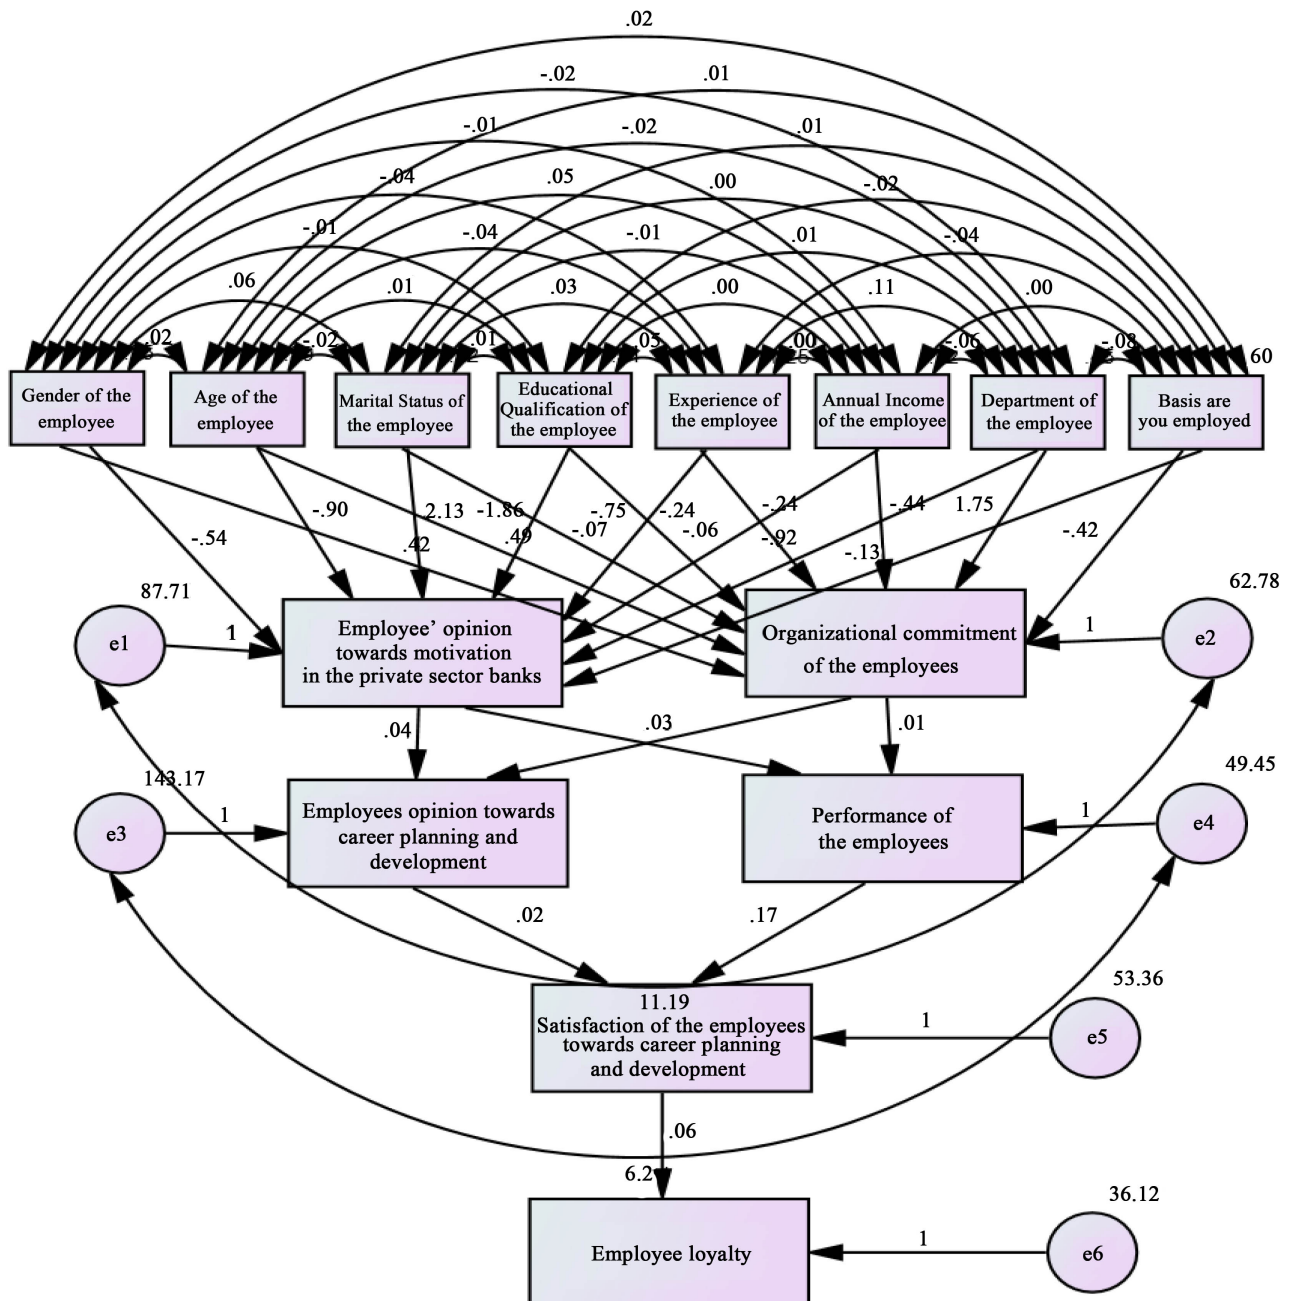 .02
-.02 .01
-.01 -.02 .01
-.04 .05 .00 -.02
-.01 -.04 -.01 .01 -.04
.06 .01 .03 .00 .11 .00
.02 -.02 .01 .05 .00 -.06 -.08
60
Gender of the
employee
Age of the
employee
Marital Status of
the employee
Educational
Qualification of
the employee
Experience of
the employee
Annual Income
of the employee
Department of
the employee
Basis are
you employed
-.54 -.90 .42 2.13 -1.86 .49 -.07 -.75 -.24 -.06 -.24 -.92 -.13 -.44 1.75 -.42
87.71
e1
1
Employee’ opinion
towards motivation
in the private sector banks
Organizational commitment
of the employees
1
62.78
e2
.04 .03 .01
143.17
e3
1
Employees opinion towards
career planning and
development
Performance of
the employees
1
49.45
e4
.02 .17
11.19
Satisfaction of the employees
towards career planning
and development
1
53.36
e5
.06
6.2
Employee loyalty
1
36.12
e6